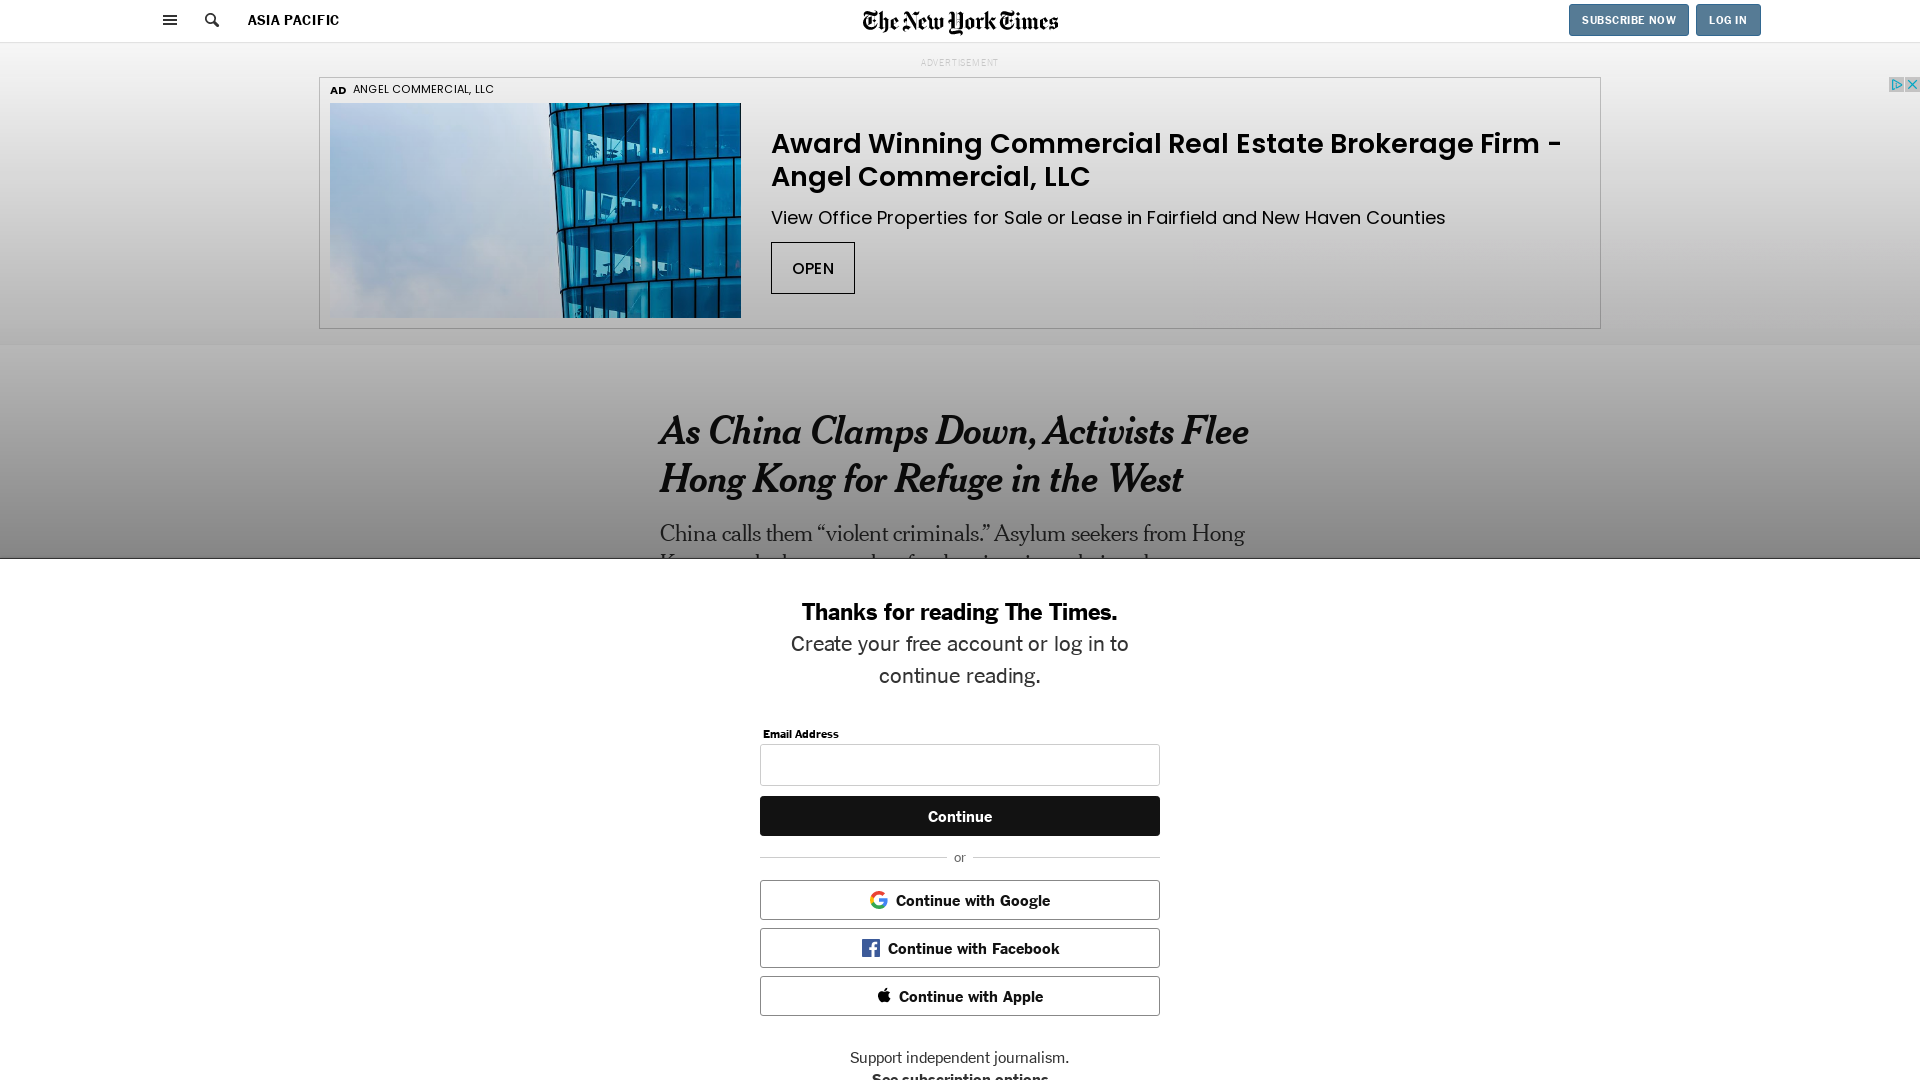 ASIA PACIFIC
The New York Times
SUBSCRIBE NOW
LOG IN
ADVERTISEMENT
AD ANGEL COMMERCIAL, LLC
Award Winning Commercial Real Estate Brokerage Firm -
Angel Commercial, LLC
View Office Properties for Sale or Lease in Fairfield and New Haven Counties
OPEN
As China Clamps Down, Activists Flee
Hong Kong for Refuge in the West
China calls them “violent criminals.” Asylum seekers from Hong
Thanks for reading The Times.
Create your free account or log in to
continue reading.
Email Address
Continue
or
Continue with Google
Continue with Facebook
Continue with Apple
Support independent journalism.
See subscription options